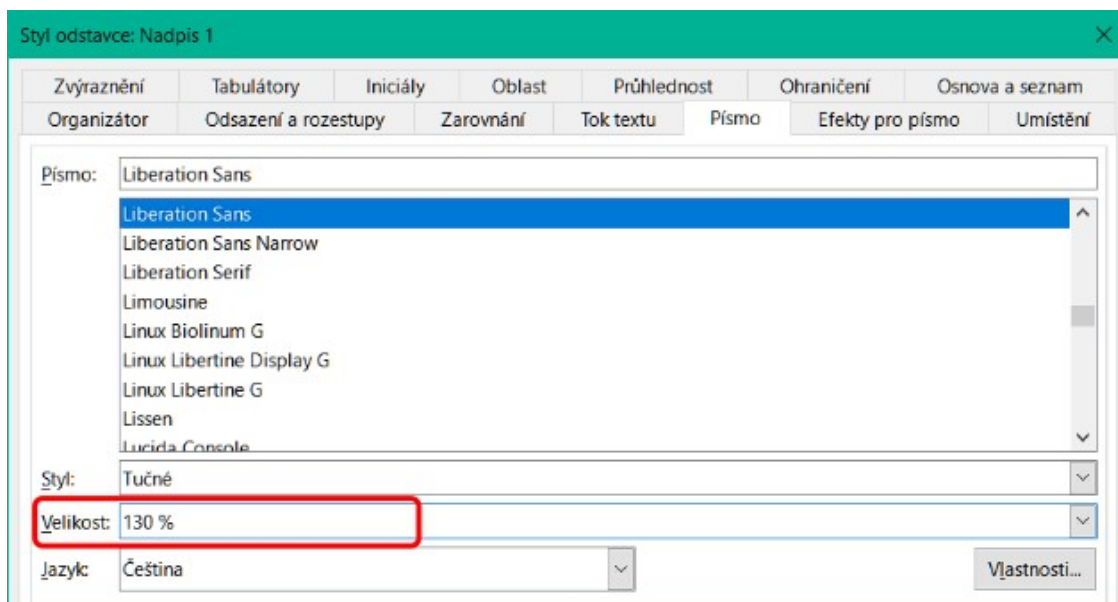 Styl odstavce: Nadpis 1
Zvýraznění Tabulátory Iniciály Oblast Průhlednost Ohraničení Osnova a seznam
Organizátor Odsazení a rozestupy Zarovnání Tok textu Písmo Efekty pro písmo Umístění
Písmo: Liberation Sans
Liberation Sans
Liberation Sans Narrow
Liberation Serif
Limousine
Linux Biolinum G
Linux Libertine Display G
Linux Libertine G
Lissen
Lucida Console
Styl: Tučné
Velikost: 130 %
Jazyk: Čeština Vlastnosti...